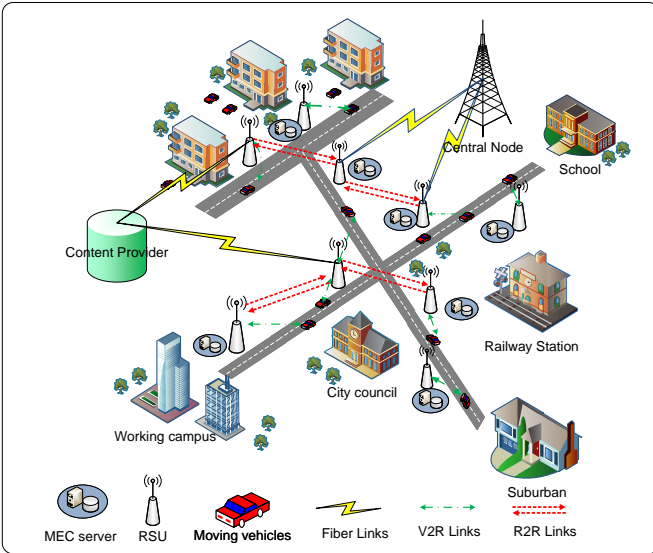 Central Node
School
Content Provider
Railway Station
City council
Working campus
Suburban
MEC server
RSU
Moving vehicles
Fiber Links
V2R Links
R2R Links